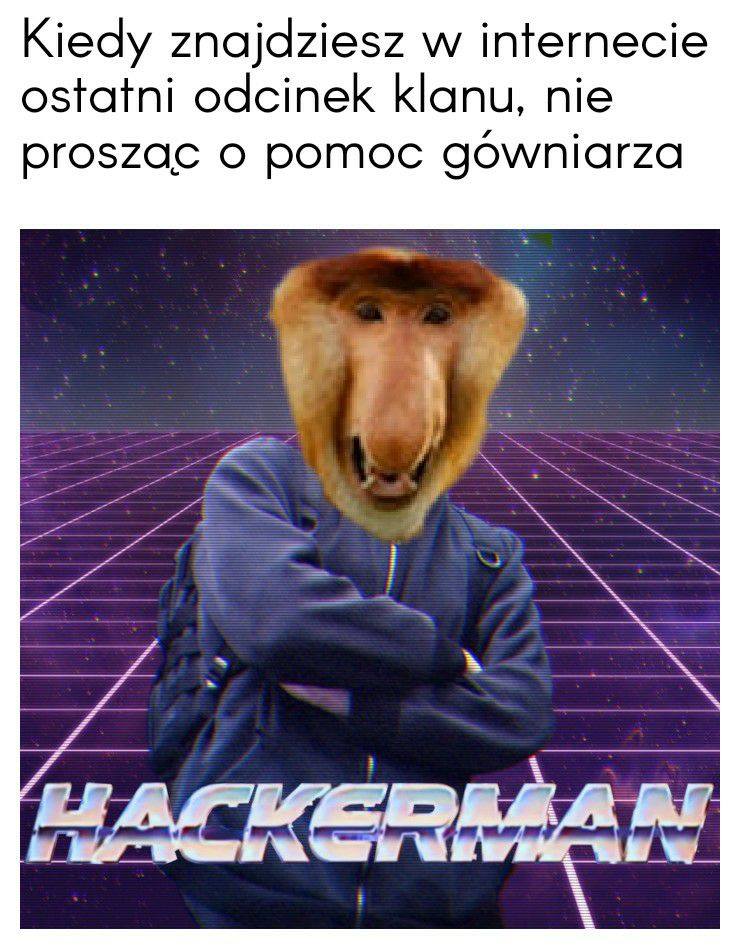 Kiedy znajdziesz w internecie
ostatni odcinek klanu, nie
prosząc o pomoc gówniarza
HACKERMAN